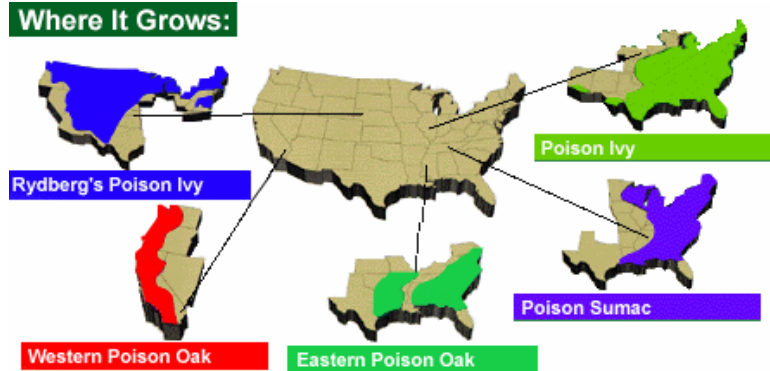 Where It Grows:
Poison Ivy
Rydberg's Poison Ivy
Poison Sumac
Western Poison Oak
Eastern Poison Oak